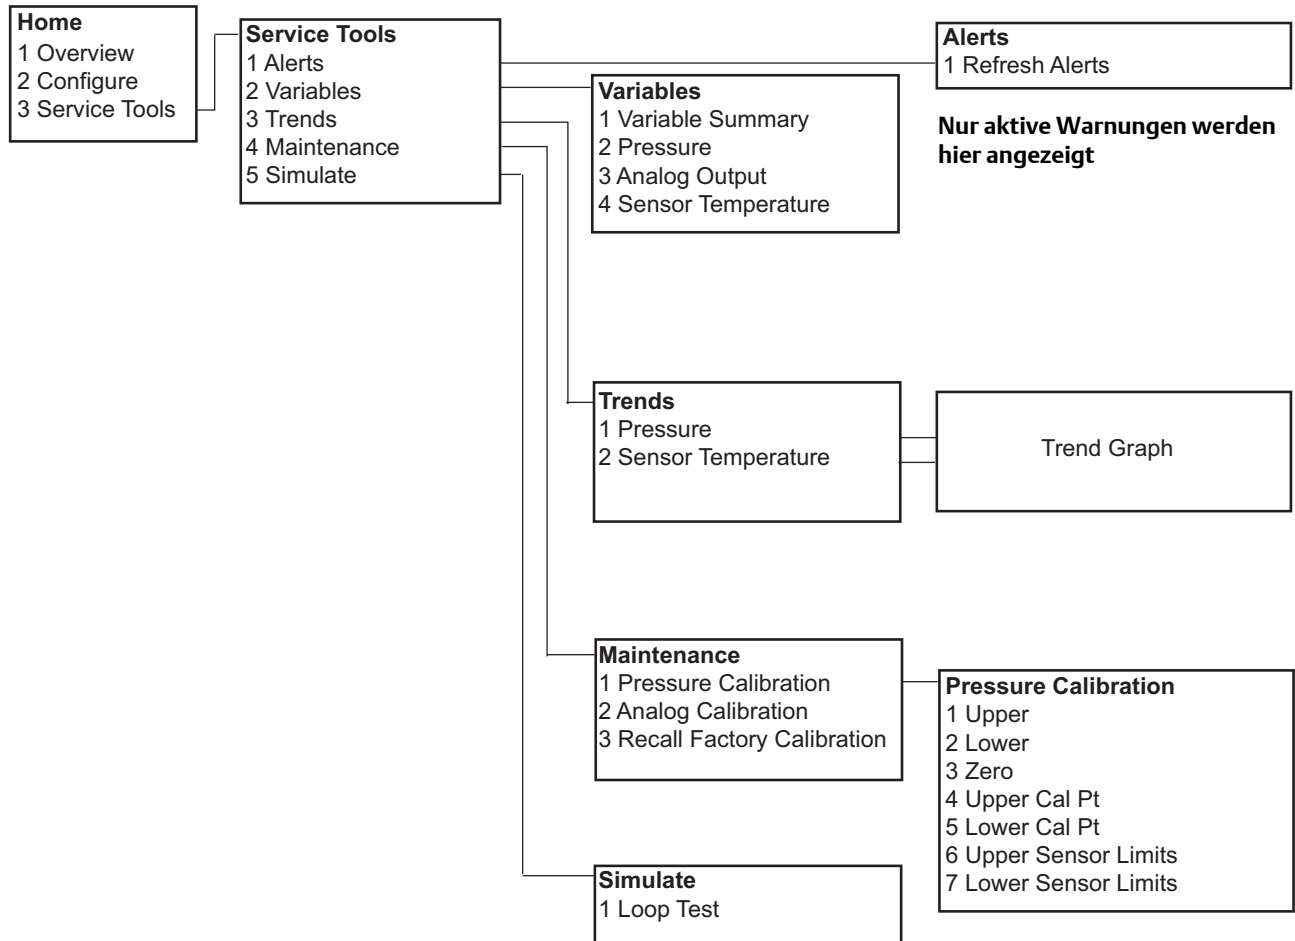 Home
1 Overview
2 Configure
3 Service Tools
Service Tools
1 Alerts
2 Variables
3 Trends
4 Maintenance
5 Simulate
Alerts
1 Refresh Alerts
Nur aktive Warnungen werden
hier angezeigt
Variables
1 Variable Summary
2 Pressure
3 Analog Output
4 Sensor Temperature
Trends
1 Pressure
2 Sensor Temperature
Trend Graph
Maintenance
1 Pressure Calibration
2 Analog Calibration
3 Recall Factory Calibration
Pressure Calibration
1 Upper
2 Lower
3 Zero
4 Upper Cal Pt
5 Lower Cal Pt
6 Upper Sensor Limits
7 Lower Sensor Limits
Simulate
1 Loop Test